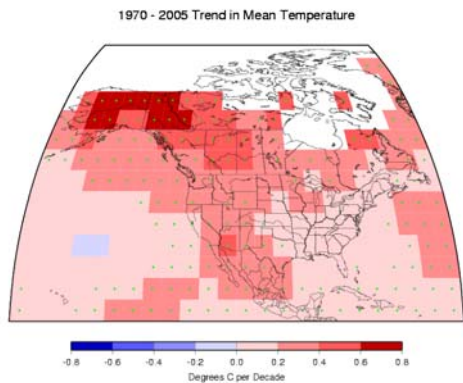 1970 - 2005 Trend in Mean Temperature
-0.8 -0.6 -0.4 -0.2 0.0 0.2 0.4 0.6 0.8
Degrees C per Decade